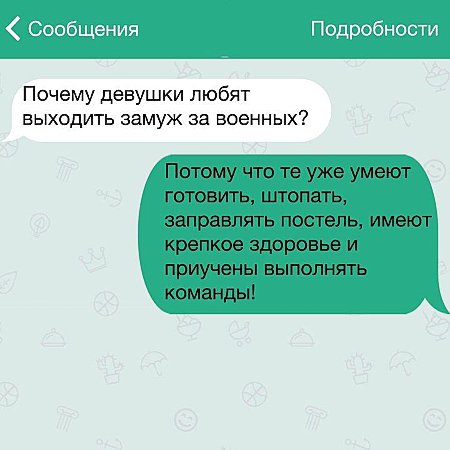 Сообщения Подробности
Почему девушки любят
выходить замуж за военных?
Потому что те уже умеют
готовить, штопать,
заправлять постель, имеют
крепкое здоровье и
приучены выполнять
команды!